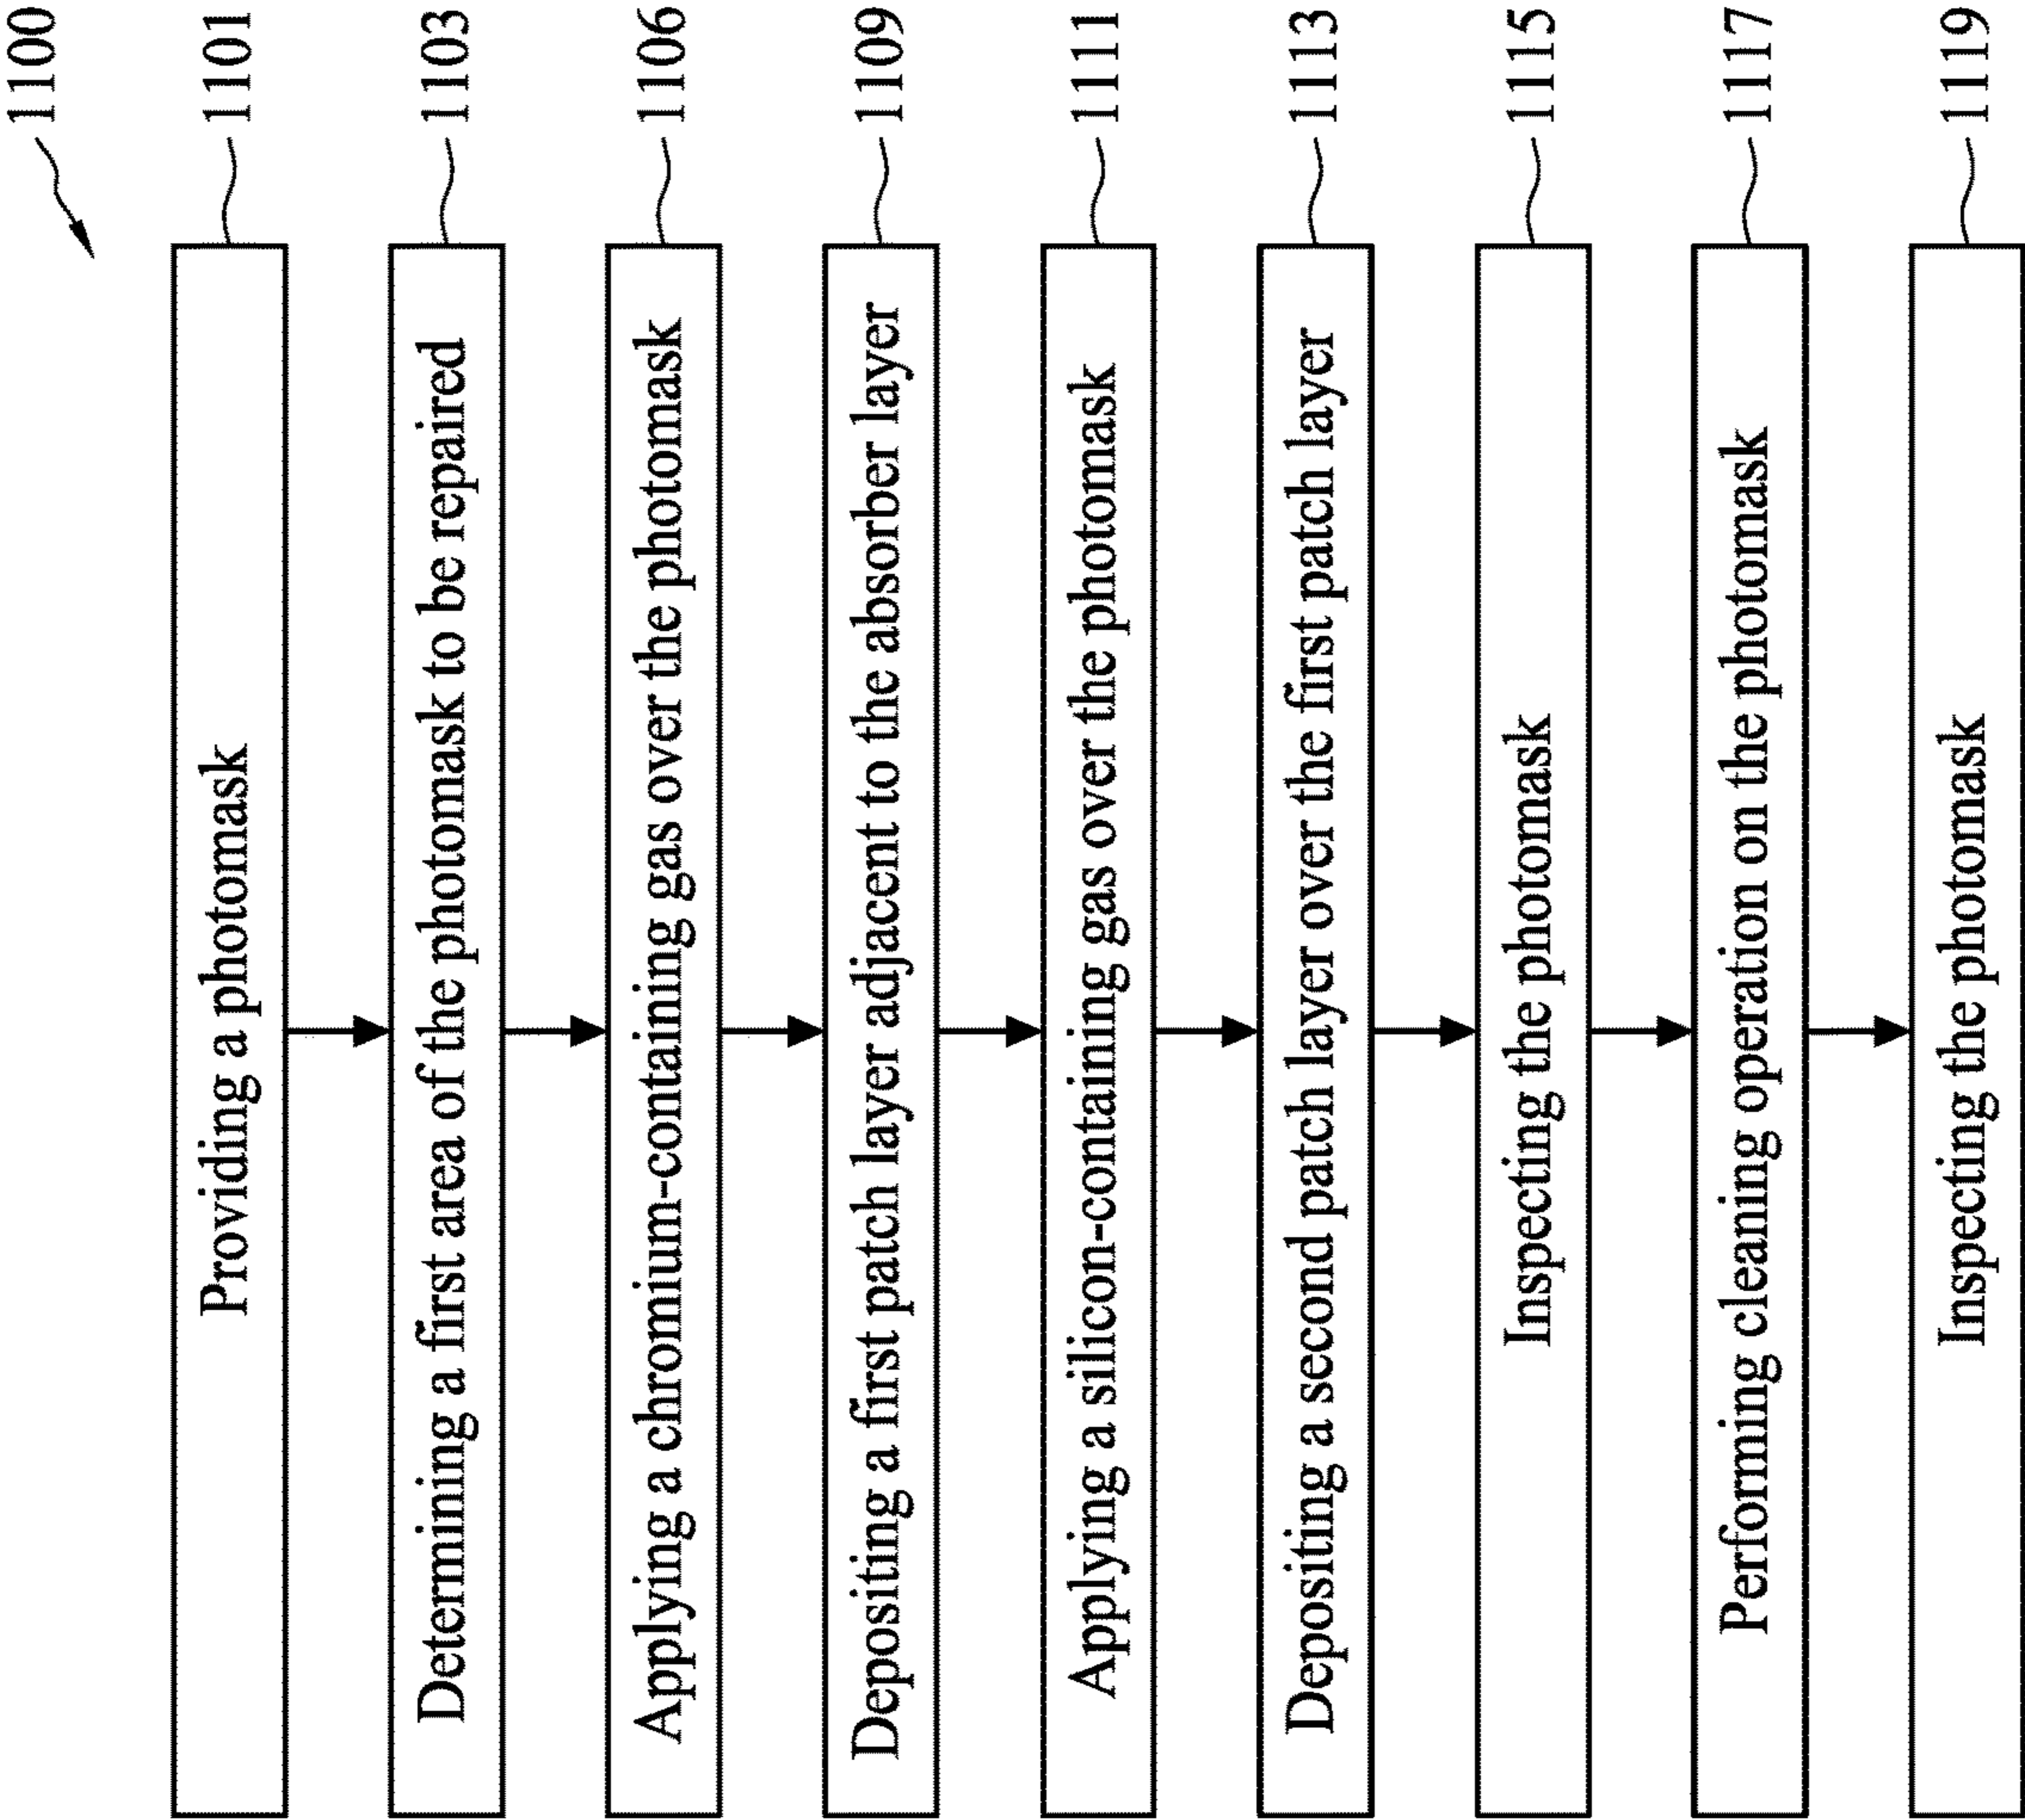 1100
Providing a photomask
1101
Determining a first area of the photomask to be repaired
1103
Applying a chromium-containing gas over the photomask
1106
Depositing a first patch layer adjacent to the absorber layer
1109
Applying a silicon-containing gas over the photomask
1111
Depositing a second patch layer over the first patch layer
1113
Inspecting the photomask
1115
Performing cleaning operation on the photomask
1117
Inspecting the photomask
1119